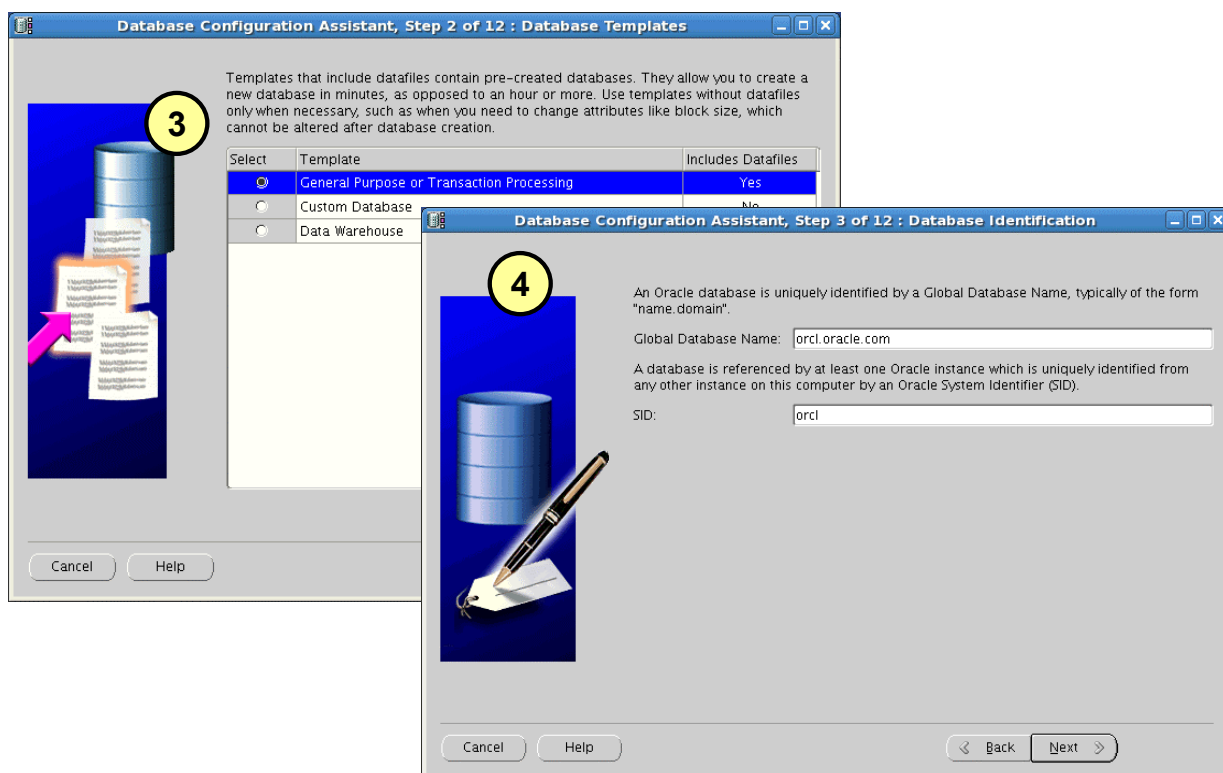 Database Configuration Assistant, Step 2 of 12 : Database Templates
Templates that include datafiles contain pre-created databases. They allow you to create a
new database in minutes, as opposed to an hour or more. Use templates without datafiles
only when necessary, such as when you need to change attributes like block size, which
cannot be altered after database creation.
3
Select Template Includes Datafiles
General Purpose or Transaction Processing Yes
Custom Database No
Data Warehouse
Cancel Help
Database Configuration Assistant, Step 3 of 12 : Database Identification
4
An Oracle database is uniquely identified by a Global Database Name, typically of the form
"name.domain".
Global Database Name: orcl.oracle.com
A database is referenced by at least one Oracle instance which is uniquely identified from
any other instance on this computer by an Oracle System Identifier (SID).
SID: orcl
Cancel Help Back Next